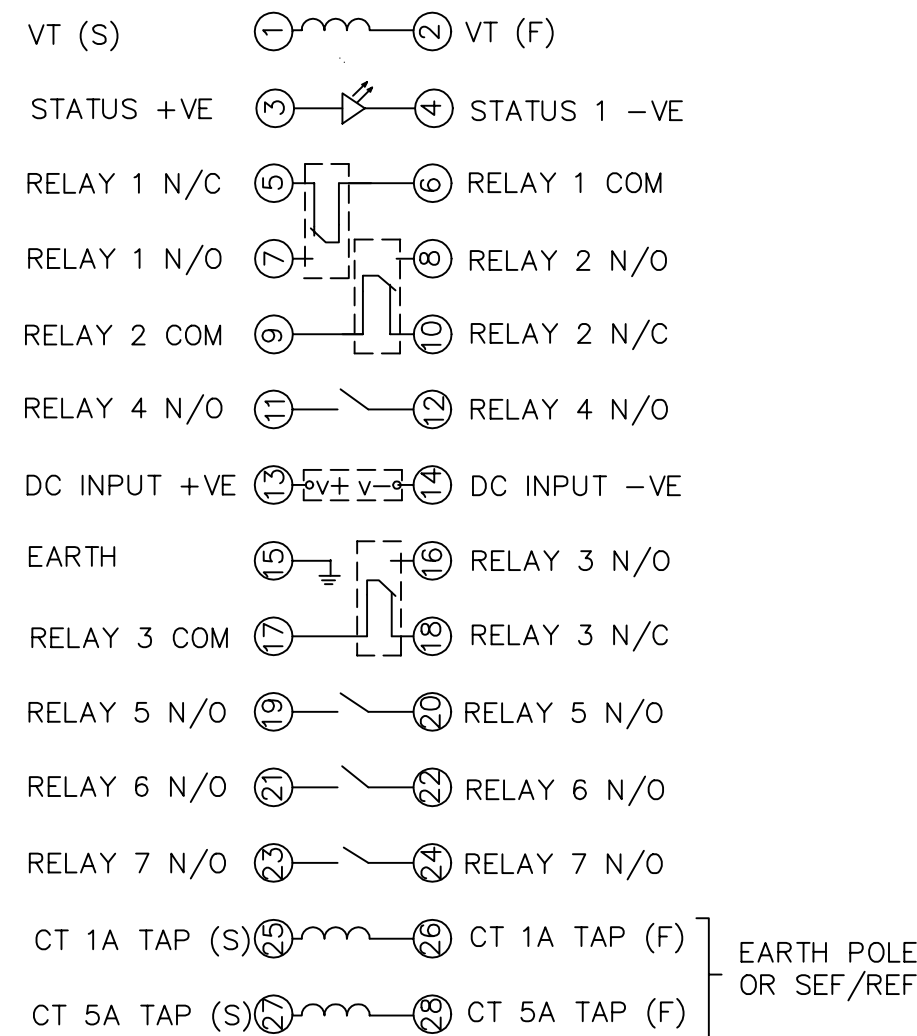 VT (S) 1 2 VT (F)
STATUS +VE 3 4 STATUS 1 −VE
RELAY 1 N/C 5 6 RELAY 1 COM
RELAY 1 N/O 7 8 RELAY 2 N/O
RELAY 2 COM 9 10 RELAY 2 N/C
RELAY 4 N/O 11 12 RELAY 4 N/O
DC INPUT +VE 13 V+ V− 14 DC INPUT −VE
EARTH 15 16 RELAY 3 N/O
RELAY 3 COM 17 18 RELAY 3 N/C
RELAY 5 N/O 19 20 RELAY 5 N/O
RELAY 6 N/O 21 22 RELAY 6 N/O
RELAY 7 N/O 23 24 RELAY 7 N/O
CT 1A TAP (S) 25 26 CT 1A TAP (F)
CT 5A TAP (S) 27 28 CT 5A TAP (F)
EARTH POLE
OR SEF/REF